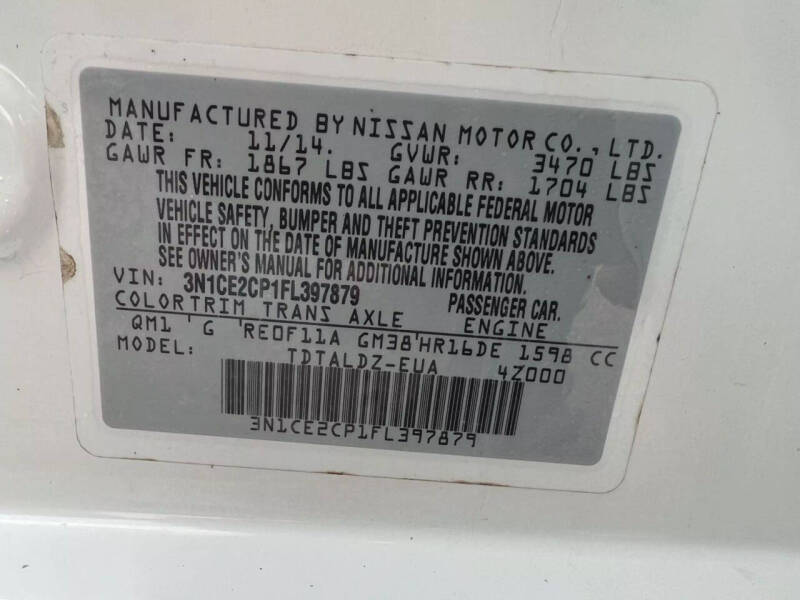 MANUFACTURED BY NISSAN MOTOR CO., LTD.
DATE: 11/14. GVWR: 3470 LBS
GAWR FR: 1867 LBS GAWR RR: 1704 LBS
THIS VEHICLE CONFORMS TO ALL APPLICABLE FEDERAL MOTOR
VEHICLE SAFETY, BUMPER AND THEFT PREVENTION STANDARDS
IN EFFECT ON THE DATE OF MANUFACTURE SHOWN ABOVE.
SEE OWNER'S MANUAL FOR ADDITIONAL INFORMATION.
VIN: 3N1CE2CP1FL397879 PASSENGER CAR.
COLORTRIM TRANS AXLE ENGINE
QM1 ' G 'RE0F11A GM38'HR16DE 1598 CC
MODEL: TDTALDZ-EUA 4Z000
3N1CE2CP1FL397879